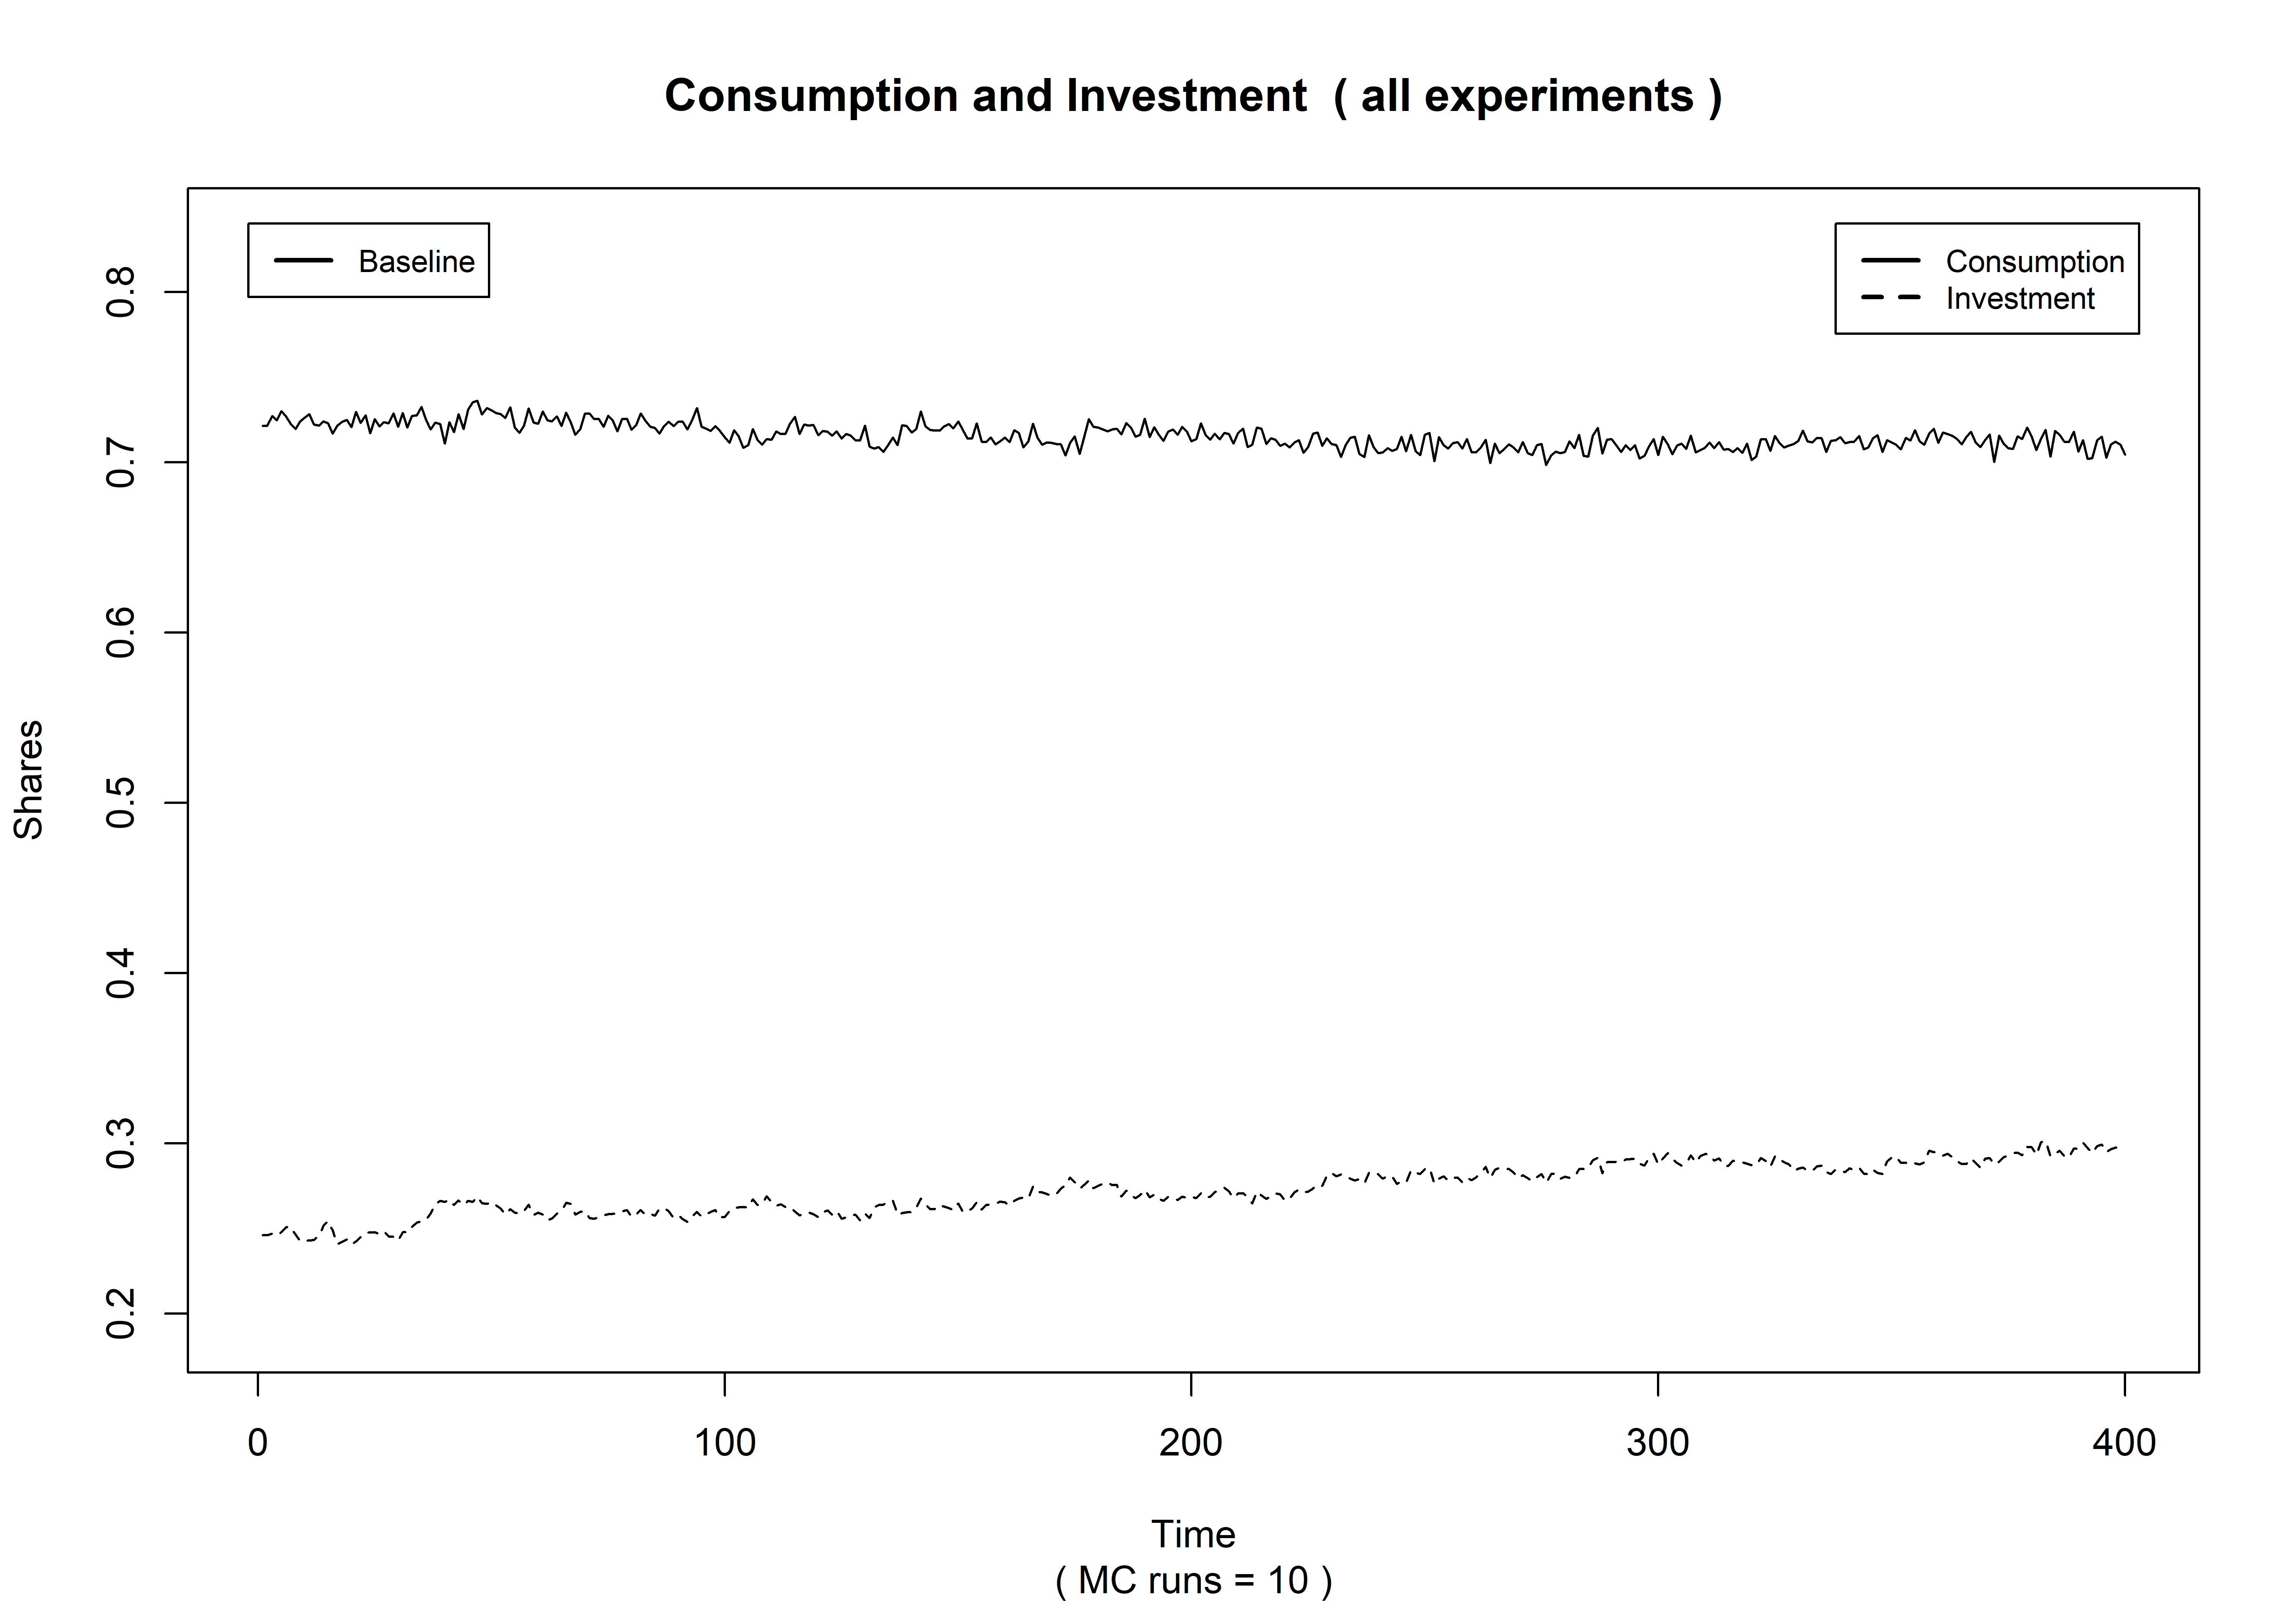 Consumption and Investment ( all experiments )
Baseline
Consumption
Investment
Shares
0.8
0.7
0.6
0.5
0.4
0.3
0.2
0 100 200 300 400
Time
( MC runs = 10 )